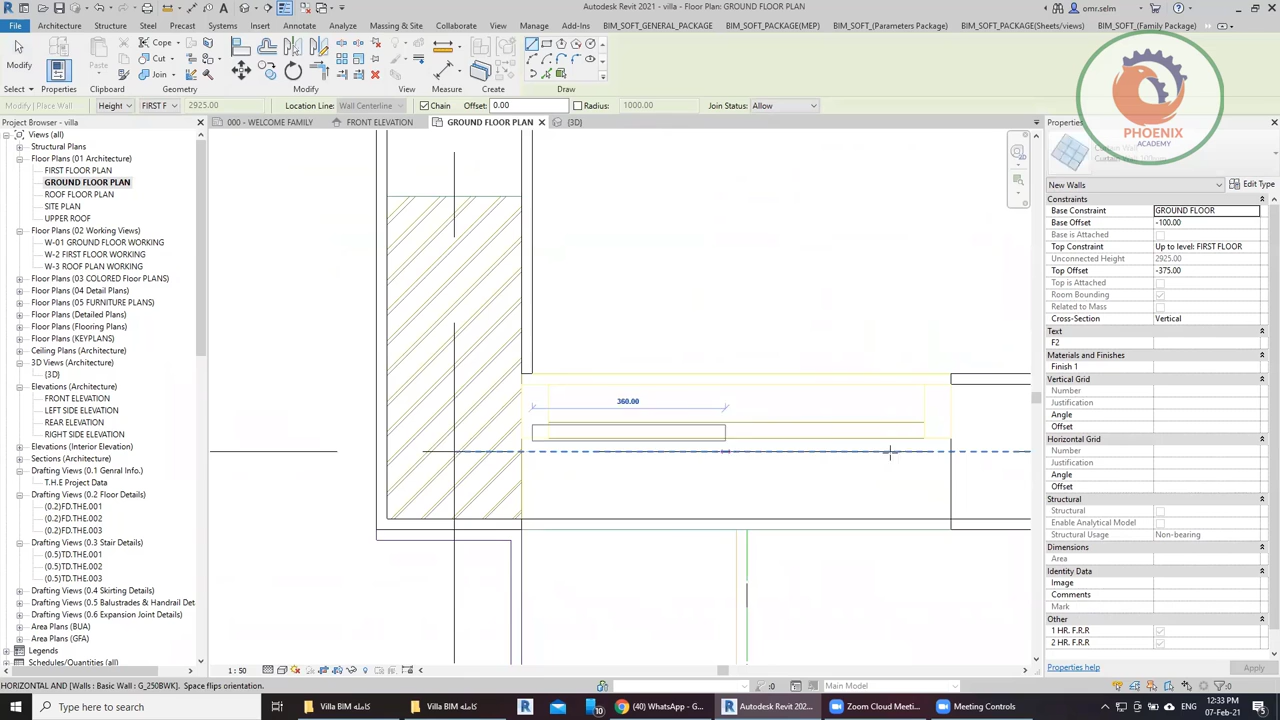 Autodesk Revit 2021 - villa - Floor Plan: GROUND FLOOR PLAN
omr.selm
File Architecture Structure Steel Precast Systems Insert Annotate Analyze Massing & Site Collaborate View Manage Add-Ins BIM_SOFT_GENERAL_PACKAGE BIM_SOFT_PACKAGE(MEP) BIM_SOFT_(Parameters Package) BIM_SOFT_PACKAGE(Sheets/views) BIM_SOFT_(Family Package)
Modify Paste Cope Cut Join
Select Properties Clipboard Geometry Modify View Measure Create Draw
Modify | Place Wall Height FIRST F 2925.00 Location Line: Wall Centerline Chain Offset: 0.00 Radius: 1000.00 Join Status: Allow
Project Browser - villa
000 - WELCOME FAMILY FRONT ELEVATION GROUND FLOOR PLAN {3D}
Views (all)
Structural Plans
Floor Plans (01 Architecture)
FIRST FLOOR PLAN
GROUND FLOOR PLAN
ROOF FLOOR PLAN
SITE PLAN
UPPER ROOF
Floor Plans (02 Working Views)
W-01 GROUND FLOOR WORKING
W-2 FIRST FLOOR WORKING
W-3 ROOF PLAN WORKING
Floor Plans (03 COLORED Floor PLANS)
Floor Plans (04 Detail Plans)
Floor Plans (05 FURNITURE PLANS)
Floor Plans (Detailed Plans)
Floor Plans (Flooring Plans)
Floor Plans (KEYPLANS)
Ceiling Plans (Architecture)
3D Views (Architecture)
{3D}
Elevations (Architecture)
FRONT ELEVATION
LEFT SIDE ELEVATION
REAR ELEVATION
RIGHT SIDE ELEVATION
Elevations (Interior Elevation)
Sections (Architecture)
Drafting Views (0.1 Genral Info.)
T.H.E Project Data
Drafting Views (0.2 Floor Details)
(0.2)FD.THE.001
(0.2)FD.THE.002
(0.2)FD.THE.003
Drafting Views (0.3 Stair Details)
(0.5)TD.THE.001
(0.5)TD.THE.002
(0.5)TD.THE.003
Drafting Views (0.4 Skirting Details)
Drafting Views (0.5 Balustrades & Handrail Det
Drafting Views (0.6 Expansion Joint Details)
Area Plans (BUA)
Area Plans (GFA)
Legends
Schedules/Quantities (all)
360.00
PHOENIX
ACADEMY
Properties
Curtain Wall
New Walls Edit Type
Constraints
Base Constraint GROUND FLOOR
Base Offset -100.00
Base is Attached
Top Constraint Up to level: FIRST FLOOR
Unconnected Height 2925.00
Top Offset -375.00
Top is Attached
Room Bounding
Related to Mass
Cross-Section Vertical
Text
F2
Materials and Finishes
Finish 1
Vertical Grid
Number
Justification
Angle
Offset
Horizontal Grid
Number
Justification
Angle
Offset
Structural
Structural
Enable Analytical Model
Structural Usage Non-bearing
Dimensions
Area
Identity Data
Image
Comments
Mark
Other
1 HR. F.R.R
2 HR. F.R.R
Properties help Apply
1 : 50
HORIZONTAL AND [Walls : Basic Wall : G_250BWK]. Space flips orientation.
:0 Main Model :0
Type here to search
Villa BIM كامله
Villa BIM كامله
10
(40) WhatsApp - G...
Autodesk Revit 202...
Zoom Cloud Meeti...
Meeting Controls
ENG
12:33 PM
07-Feb-21